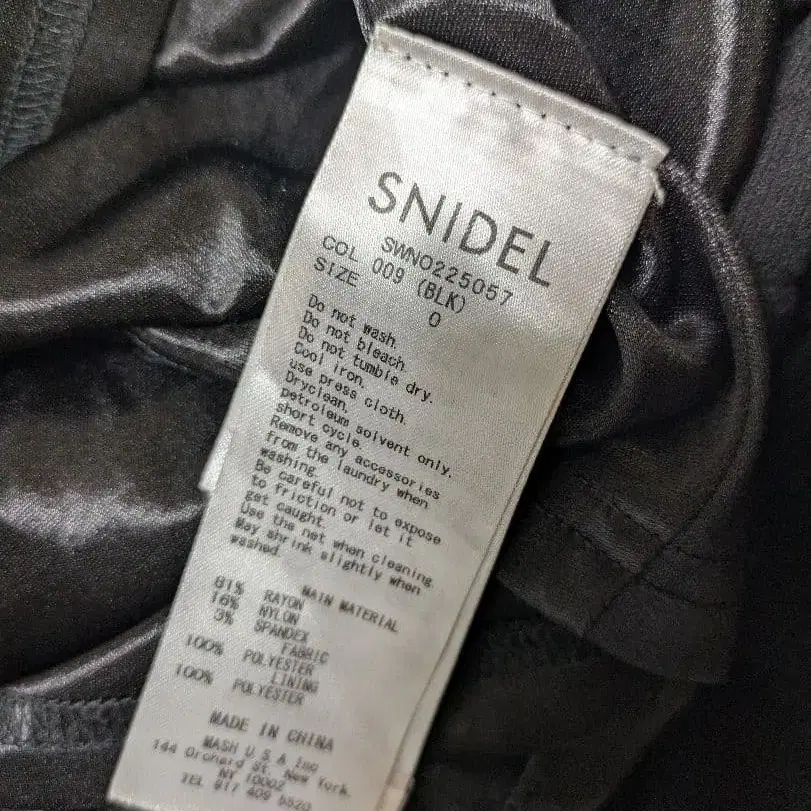 SNIDEL
SWNO225057
COL 009 (BLK)
SIZE 0
Do not wash.
Do not bleach.
Do not tumble dry.
Cool iron.
use press cloth.
Dryclean.
petroleum solvent only.
short cycle.
Remove any accessories
from the laundry when
washing.
Be careful not to expose
to friction or let it
get caught.
Use the net when cleaning.
May shrink slightly when
washed.
MAIN MATERIAL
81% RAYON
16% NYLON
3% SPANDEX
FABRIC
100% POLYESTER
LINING
100% POLYESTER
MADE IN CHINA
MASH U S A Inc
144 Orchard St. New York.
NY 10002
TEL 917 409 5520